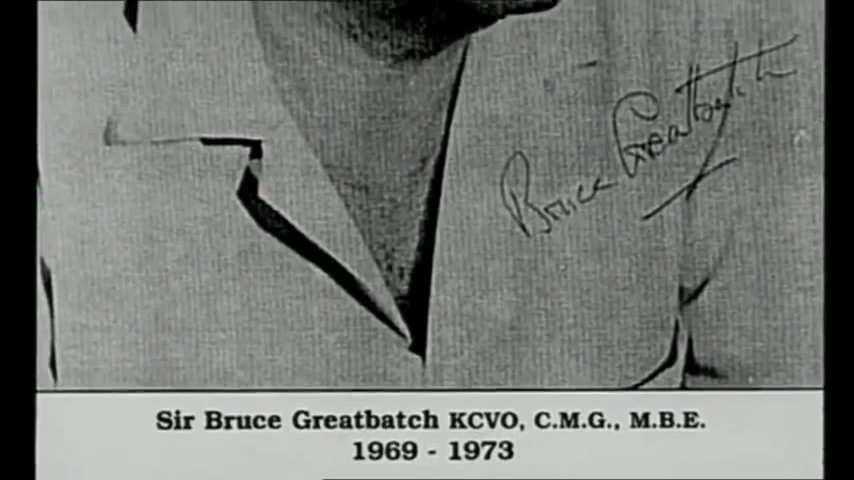 Bruce Greatbatch
Sir Bruce Greatbatch KCVO, C.M.G., M.B.E.
1969 - 1973